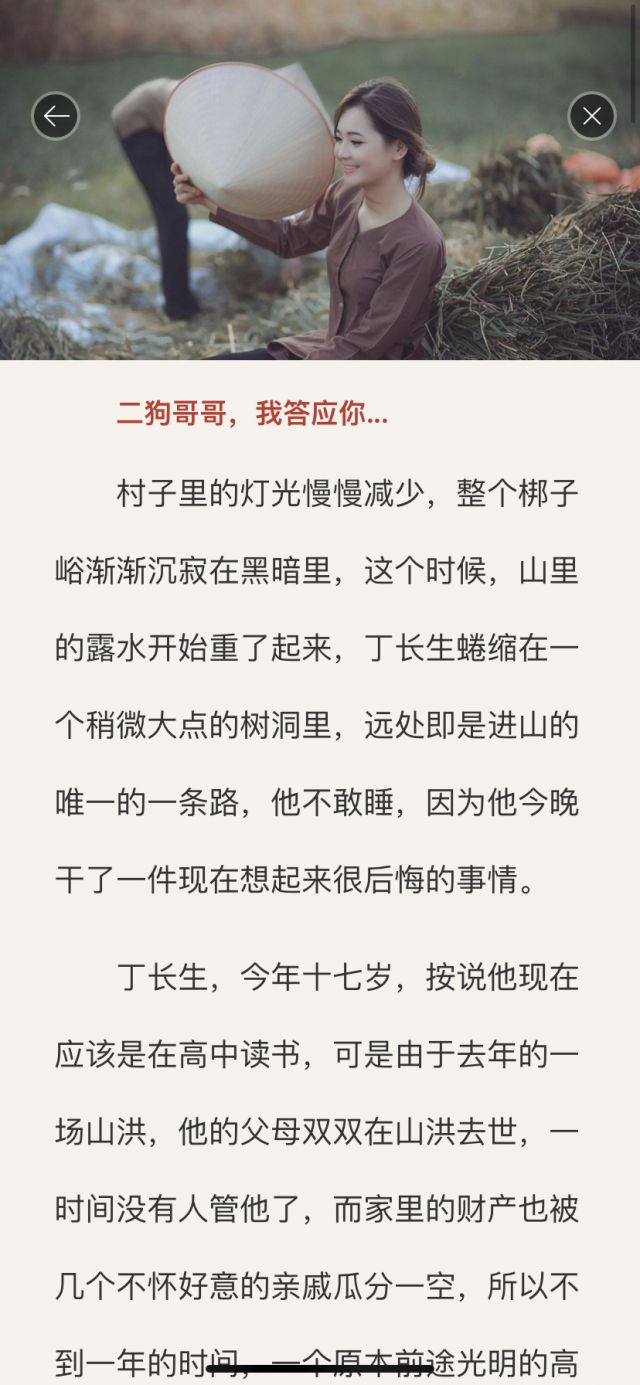 二狗哥哥，我答应你...
村子里的灯光慢慢减少，整个梆子
峪渐渐沉寂在黑暗里，这个时候，山里
的露水开始重了起来，丁长生蜷缩在一
个稍微大点的树洞里，远处即是进山的
唯一的一条路，他不敢睡，因为他今晚
干了一件现在想起来很后悔的事情。
丁长生，今年十七岁，按说他现在
应该是在高中读书，可是由于去年的一
场山洪，他的父母双双在山洪去世，一
时间没有人管他了，而家里的财产也被
几个不怀好意的亲戚瓜分一空，所以不
到一年的时间，一个原本前途光明的高